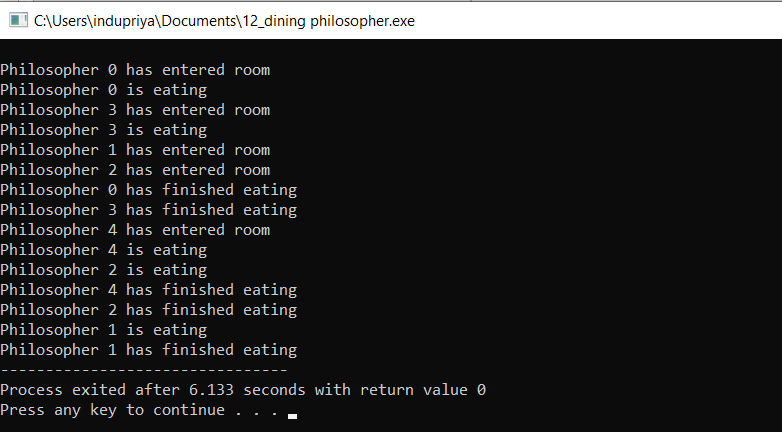 C:\Users\indupriya\Documents\12_dining philosopher.exe
Philosopher 0 has entered room
Philosopher 0 is eating
Philosopher 3 has entered room
Philosopher 3 is eating
Philosopher 1 has entered room
Philosopher 2 has entered room
Philosopher 0 has finished eating
Philosopher 3 has finished eating
Philosopher 4 has entered room
Philosopher 4 is eating
Philosopher 2 is eating
Philosopher 4 has finished eating
Philosopher 2 has finished eating
Philosopher 1 is eating
Philosopher 1 has finished eating
--------------------------------
Process exited after 6.133 seconds with return value 0
Press any key to continue . . .